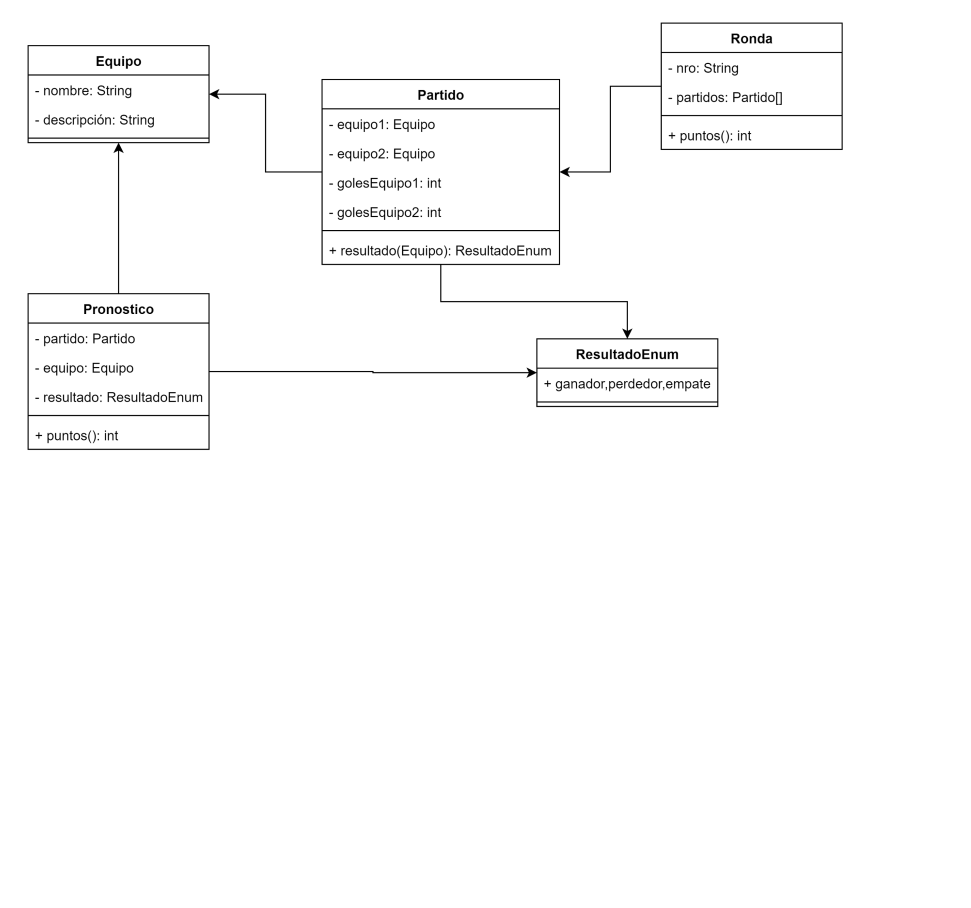 Equipo
- nombre: String
- descripción: String
Partido
- equipo1: Equipo
- equipo2: Equipo
- golesEquipo1: int
- golesEquipo2: int
+ resultado(Equipo): ResultadoEnum
Ronda
- nro: String
- partidos: Partido[]
+ puntos(): int
Pronostico
- partido: Partido
- equipo: Equipo
- resultado: ResultadoEnum
+ puntos(): int
ResultadoEnum
+ ganador,perdedor,empate